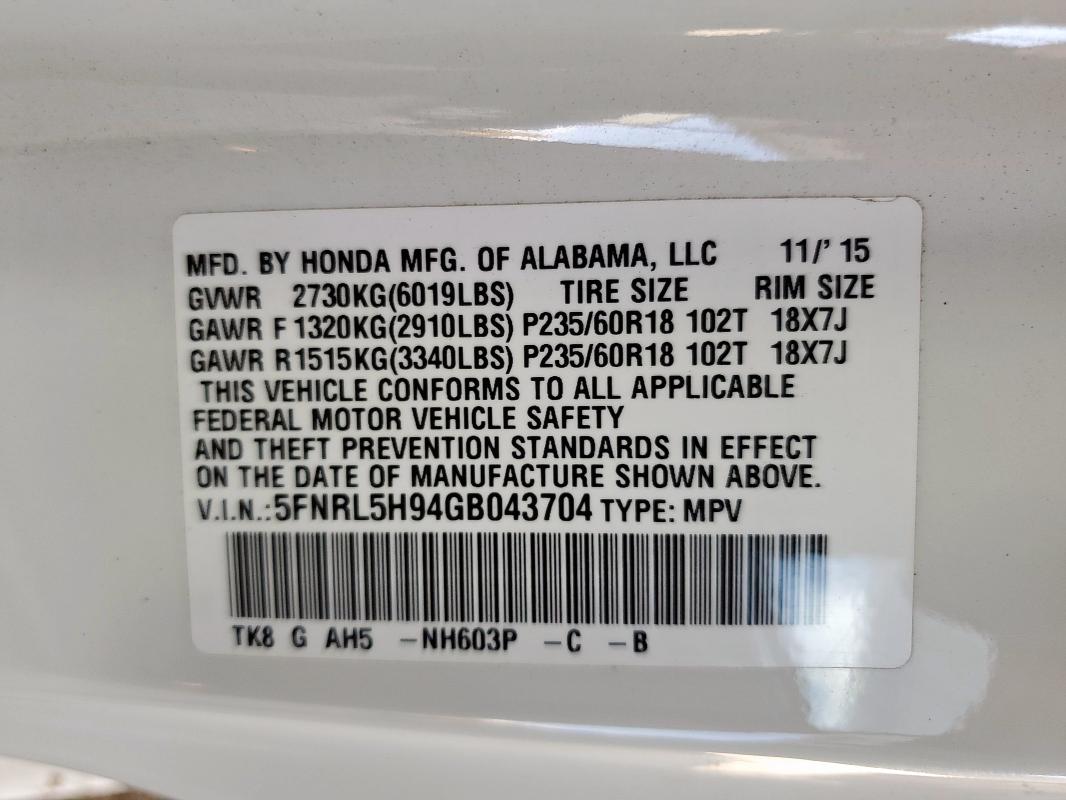 MFD. BY HONDA MFG. OF ALABAMA, LLC 11/' 15
GVWR 2730KG(6019LBS) TIRE SIZE RIM SIZE
GAWR F 1320KG(2910LBS) P235/60R18 102T 18X7J
GAWR R1515KG(3340LBS) P235/60R18 102T 18X7J
THIS VEHICLE CONFORMS TO ALL APPLICABLE
FEDERAL MOTOR VEHICLE SAFETY
AND THEFT PREVENTION STANDARDS IN EFFECT
ON THE DATE OF MANUFACTURE SHOWN ABOVE.
V.I.N.:5FNRL5H94GB043704 TYPE: MPV
TK8 G AH5 -NH603P -C -B